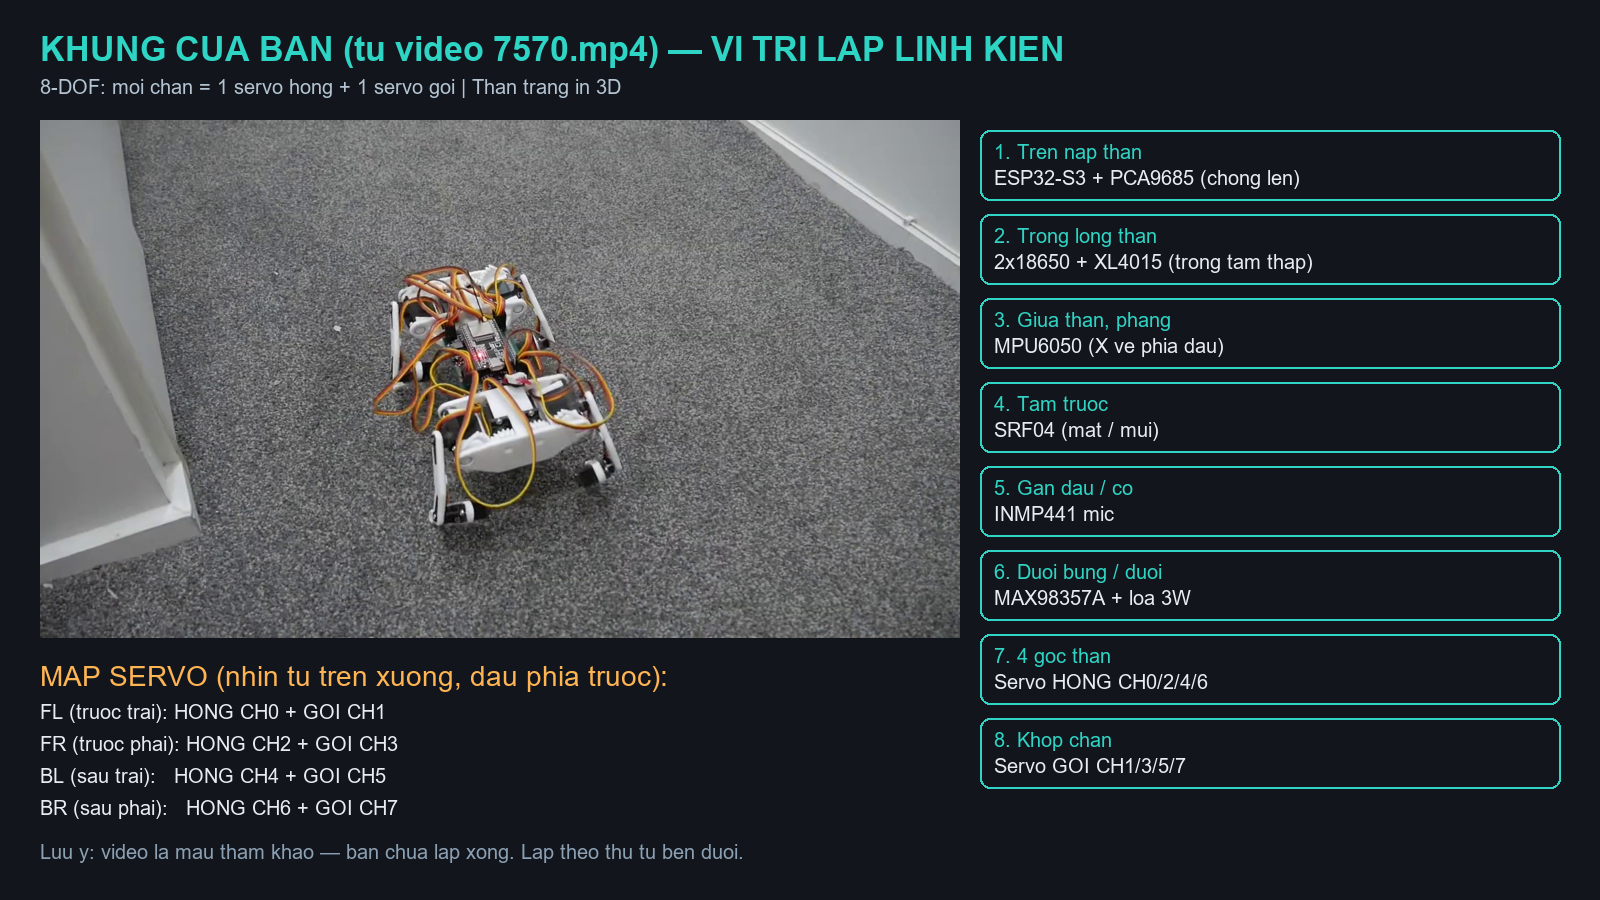 KHUNG CUA BAN (tu video 7570.mp4) — VI TRI LAP LINH KIEN
8-DOF: moi chan = 1 servo hong + 1 servo goi | Than trang in 3D
1. Tren nap than
ESP32-S3 + PCA9685 (chong len)
2. Trong long than
2x18650 + XL4015 (trong tam thap)
3. Giua than, phang
MPU6050 (X ve phia dau)
4. Tam truoc
SRF04 (mat / mui)
5. Gan dau / co
INMP441 mic
6. Duoi bung / duoi
MAX98357A + loa 3W
7. 4 goc than
Servo HONG CH0/2/4/6
8. Khop chan
Servo GOI CH1/3/5/7
MAP SERVO (nhin tu tren xuong, dau phia truoc):
FL (truoc trai): HONG CH0 + GOI CH1
FR (truoc phai): HONG CH2 + GOI CH3
BL (sau trai): HONG CH4 + GOI CH5
BR (sau phai): HONG CH6 + GOI CH7
Luu y: video la mau tham khao — ban chua lap xong. Lap theo thu tu ben duoi.